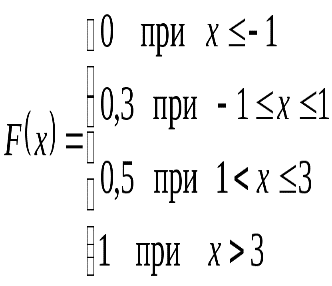 0 при x ≤- 1
0,3 при - 1≤x ≤1
F(x)=
0,5 при 1< x ≤3
1 при x >3